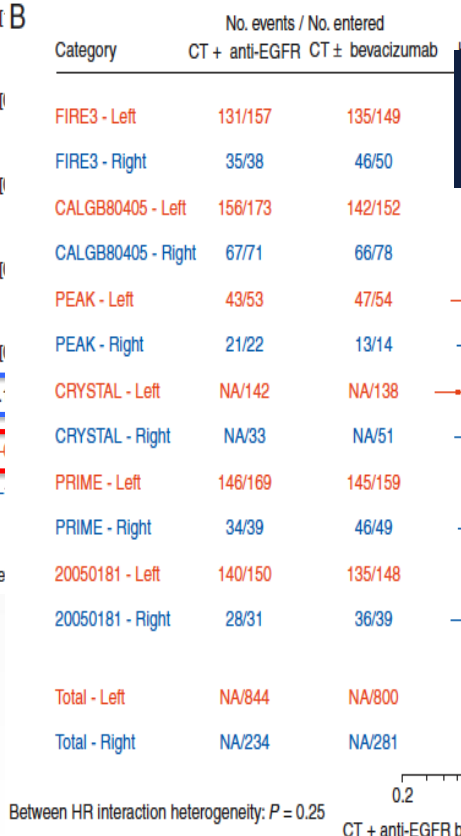 B
No. events / No. entered
Category CT + anti-EGFR CT ± bevacizumab
FIRE3 - Left 131/157 135/149
FIRE3 - Right 35/38 46/50
CALGB80405 - Left 156/173 142/152
CALGB80405 - Right 67/71 66/78
PEAK - Left 43/53 47/54
PEAK - Right 21/22 13/14
CRYSTAL - Left NA/142 NA/138
CRYSTAL - Right NA/33 NA/51
PRIME - Left 146/169 145/159
PRIME - Right 34/39 46/49
20050181 - Left 140/150 135/148
20050181 - Right 28/31 36/39
Total - Left NA/844 NA/800
Total - Right NA/234 NA/281
0.2
Between HR interaction heterogeneity: P = 0.25
CT + anti-EGFR b